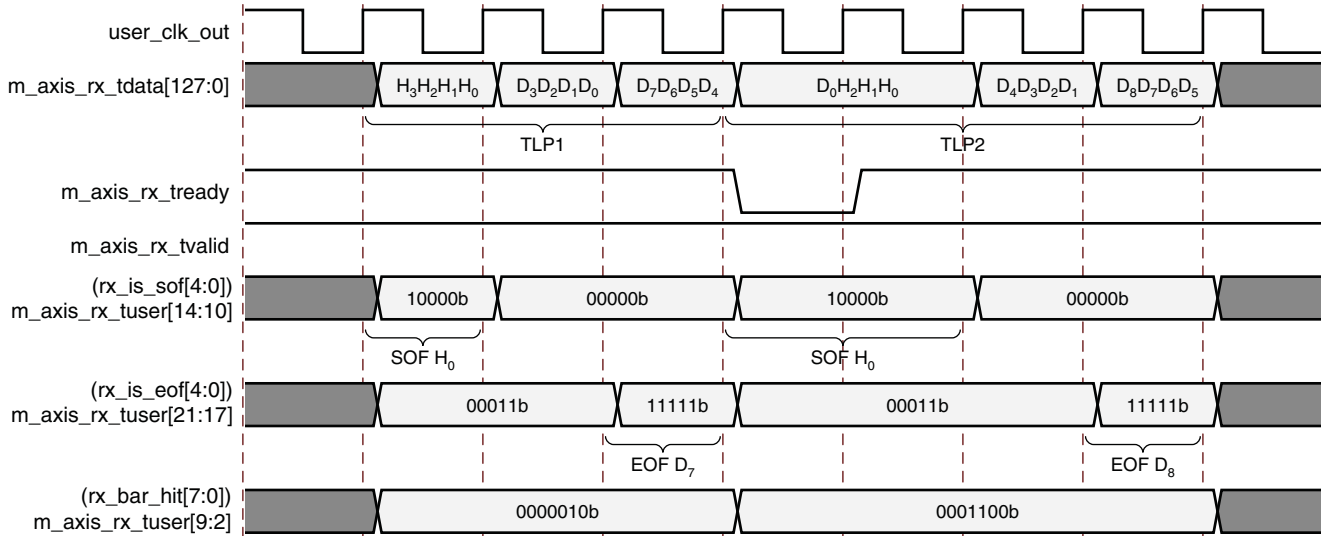 user_clk_out
m_axis_rx_tdata[127:0]
H3H2H1H0
D3D2D1D0
D7D6D5D4
D0H2H1H0
D4D3D2D1
D8D7D6D5
TLP1
TLP2
m_axis_rx_tready
m_axis_rx_tvalid
(rx_is_sof[4:0])
m_axis_rx_tuser[14:10]
10000b
00000b
10000b
00000b
SOF H0
SOF H0
(rx_is_eof[4:0])
m_axis_rx_tuser[21:17]
00011b
11111b
00011b
11111b
EOF D7
EOF D8
(rx_bar_hit[7:0])
m_axis_rx_tuser[9:2]
0000010b
0001100b